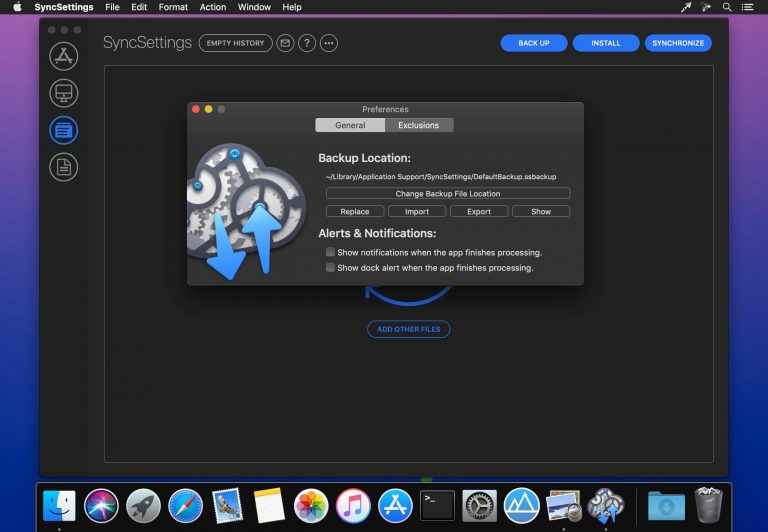 SyncSettings File Edit Format Action Window Help
SyncSettings EMPTY HISTORY ? BACK UP INSTALL SYNCHRONIZE
Preferences
General Exclusions
Backup Location:
~/Library/Application Support/SyncSettings/DefaultBackup.ssbackup
Change Backup File Location
Replace Import Export Show
Alerts & Notifications:
Show notifications when the app finishes processing.
Show dock alert when the app finishes processing.
ADD OTHER FILES
>_